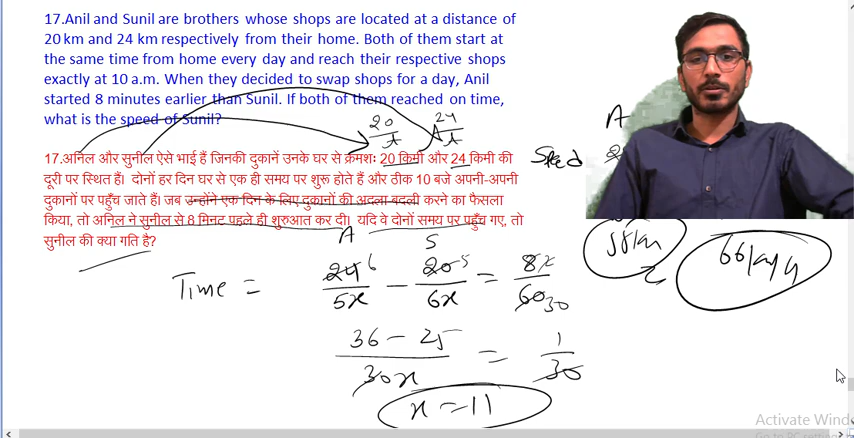 17.Anil and Sunil are brothers whose shops are located at a distance of
20 km and 24 km respectively from their home. Both of them start at
the same time from home every day and reach their respective shops
exactly at 10 a.m. When they decided to swap shops for a day, Anil
started 8 minutes earlier than Sunil. If both of them reached on time,
what is the speed of Sunil?
20/t 24/t
A
Speed
17.अनिल और सुनील ऐसे भाई हैं जिनकी दुकानें उनके घर से क्रमशः 20 किमी और 24 किमी की
दूरी पर स्थित हैं। दोनों हर दिन घर से एक ही समय पर शुरू होते हैं और ठीक 10 बजे अपनी-अपनी
दुकानों पर पहुँच जाते हैं। जब उन्होंने एक दिन के लिए दुकानों की अदला-बदली करने का फैसला
किया, तो अनिल ने सुनील से 8 मिनट पहले ही शुरुआत कर दी। यदि वे दोनों समय पर पहुँच गए, तो
सुनील की क्या गति है?
A S
Time = 24 6/5x - 20 5/6x = 8 2/60 30
36 - 25/30x = 1/30
x = 11
Activate Wind